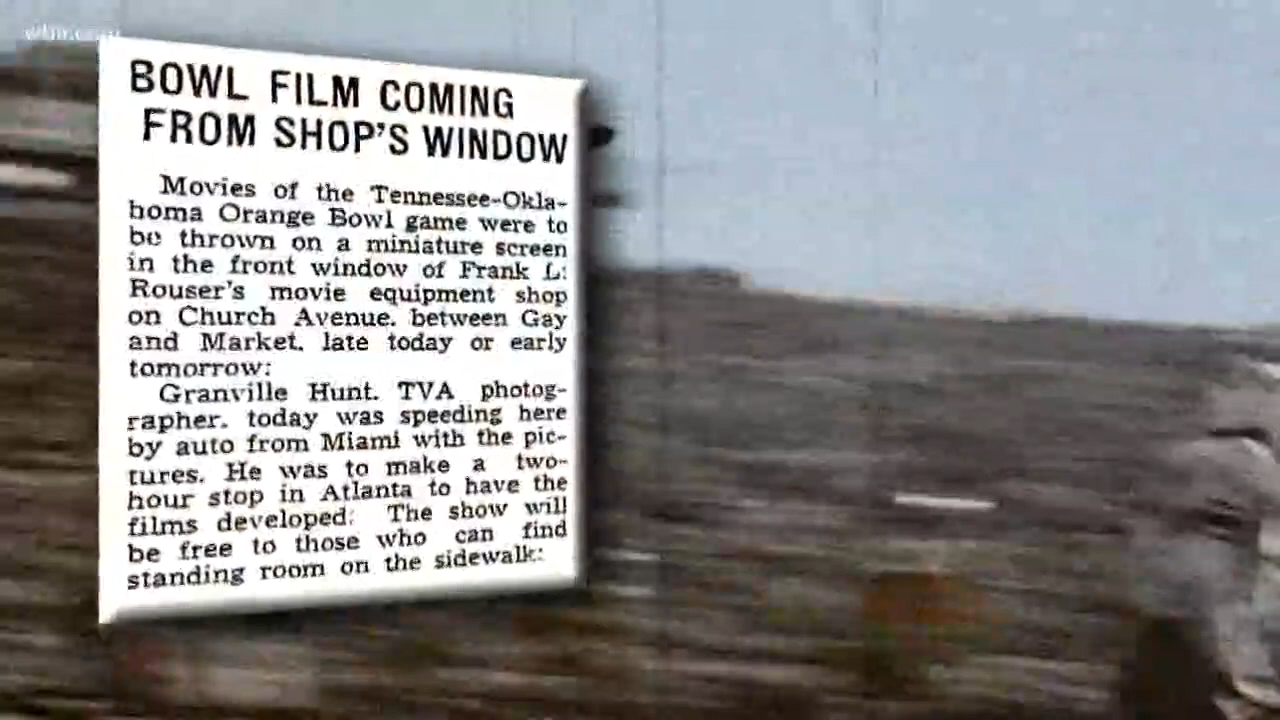 BOWL FILM COMING
FROM SHOP'S WINDOW
Movies of the Tennessee-Okla-
homa Orange Bowl game were to
be thrown on a miniature screen
in the front window of Frank L:
Rouser's movie equipment shop
on Church Avenue. between Gay
and Market. late today or early
tomorrow:
Granville Hunt. TVA photog-
rapher. today was speeding here
by auto from Miami with the pic-
tures. He was to make a two-
hour stop in Atlanta to have the
films developed: The show will
be free to those who can find
standing room on the sidewalk: